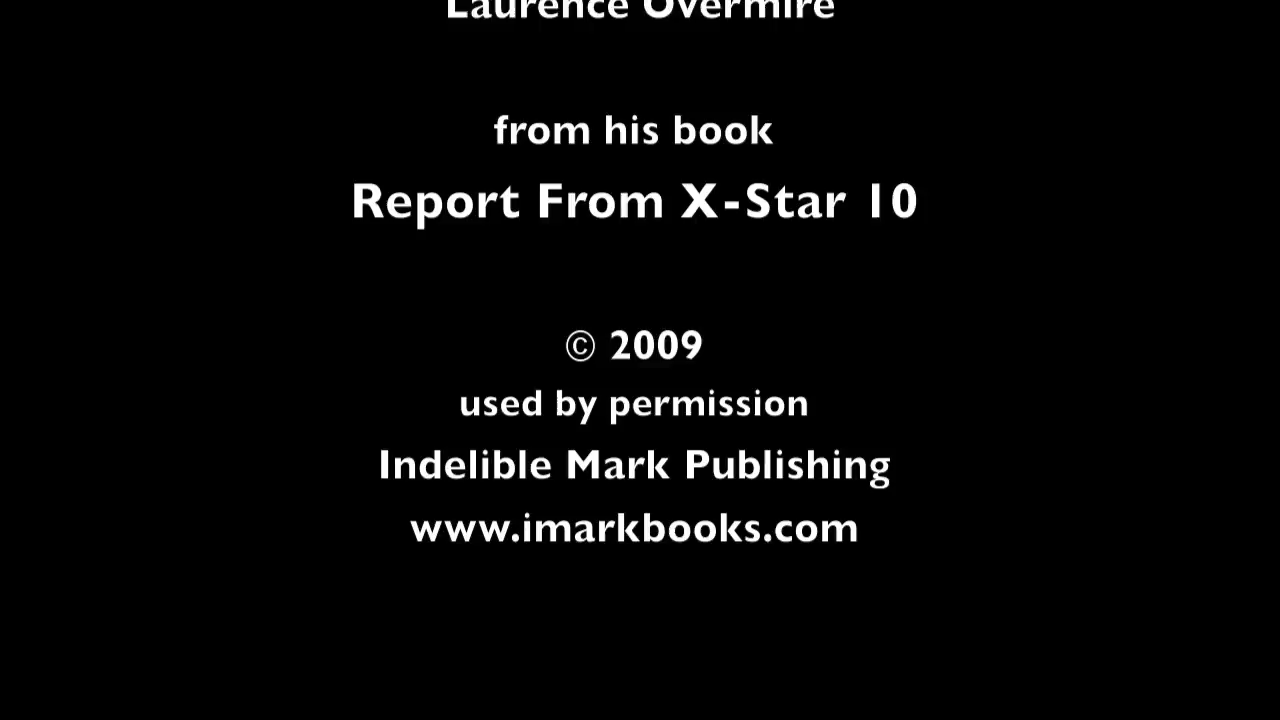 Laurence Overmire
from his book
Report From X-Star 10
© 2009
used by permission
Indelible Mark Publishing
www.imarkbooks.com